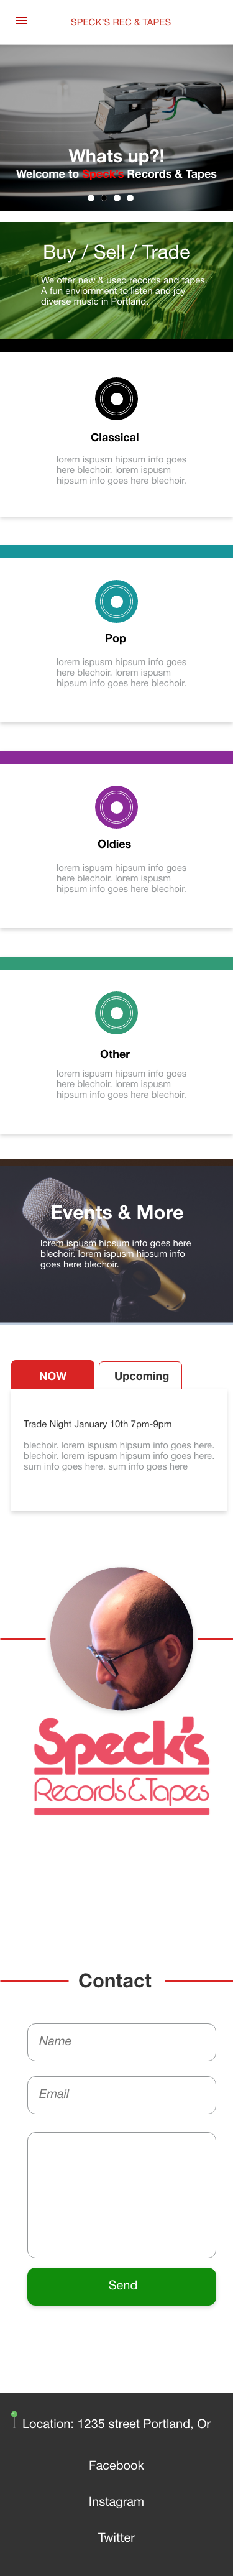 SPECK'S REC & TAPES
Whats up?!
Welcome to Speck's Records & Tapes
Buy / Sell / Trade
We offer new & used records and tapes.
A fun enviornment to listen and joy
diverse music in Portland.
Classical
lorem ispusm hipsum info goes
here blechoir. lorem ispusm
hipsum info goes here blechoir.
Pop
lorem ispusm hipsum info goes
here blechoir. lorem ispusm
hipsum info goes here blechoir.
Oldies
lorem ispusm hipsum info goes
here blechoir. lorem ispusm
hipsum info goes here blechoir.
Other
lorem ispusm hipsum info goes
here blechoir. lorem ispusm
hipsum info goes here blechoir.
Events & More
lorem ispusm hipsum info goes here
blechoir. lorem ispusm hipsum info
goes here blechoir.
NOW
Upcoming
Trade Night January 10th 7pm-9pm
blechoir. lorem ispusm hipsum info goes here.
blechoir. lorem ispusm hipsum info goes here.
sum info goes here. sum info goes here
Speck's
Records & Tapes
Contact
Name
Email
Send
Location: 1235 street Portland, Or
Facebook
Instagram
Twitter